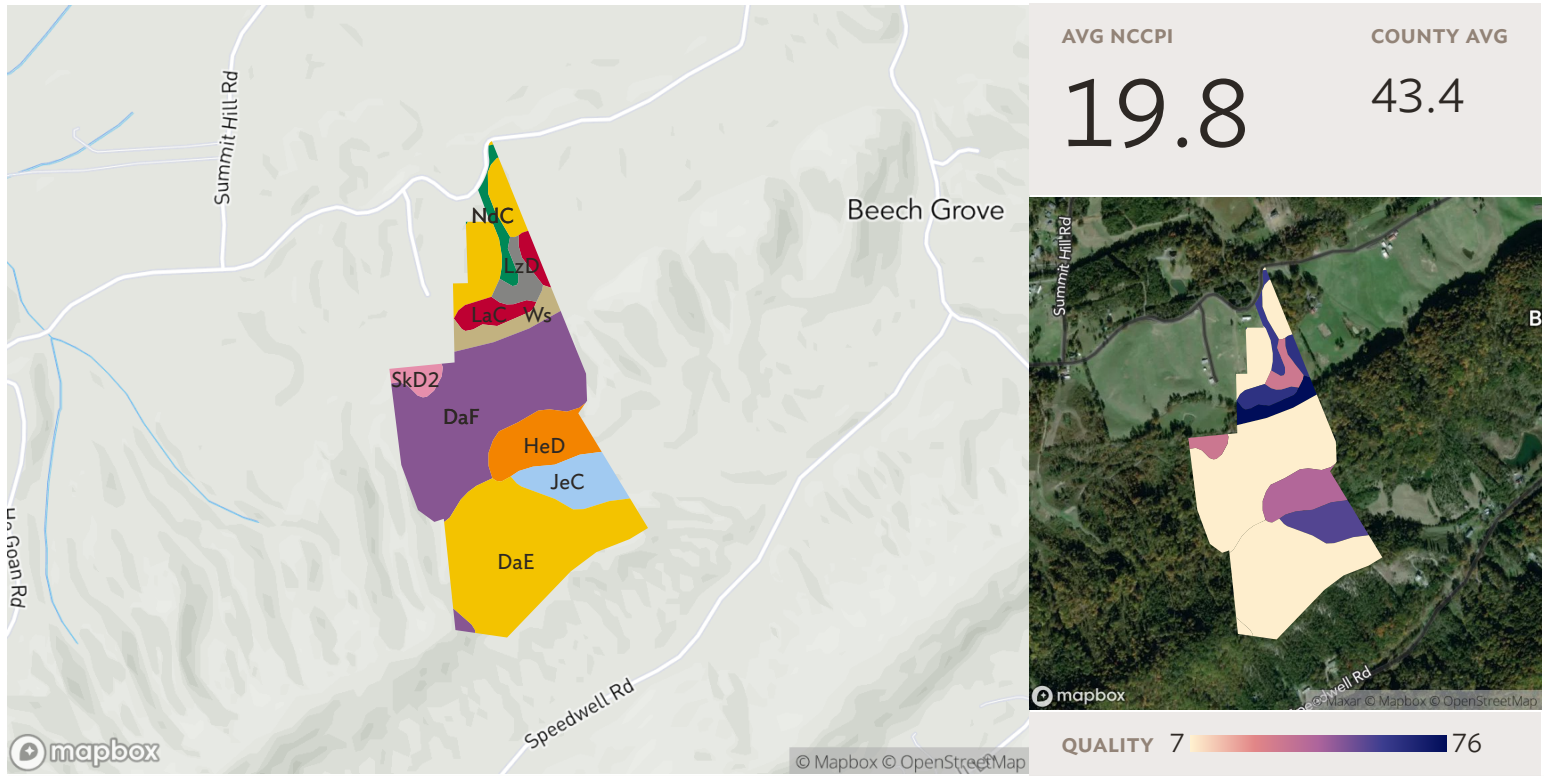 Summit Hill Rd
Beech Grove
NdC
LzD
LaC
Ws
SkD2
DaF
HeD
JeC
DaE
Goan Rd
Speedwell Rd
mapbox
© Mapbox © OpenStreetMap
AVG NCCPI
COUNTY AVG
19.8
43.4
Summit Hill Rd
B
Rd
mapbox
© Maxar © Mapbox © OpenStreetMap
QUALITY 7 76